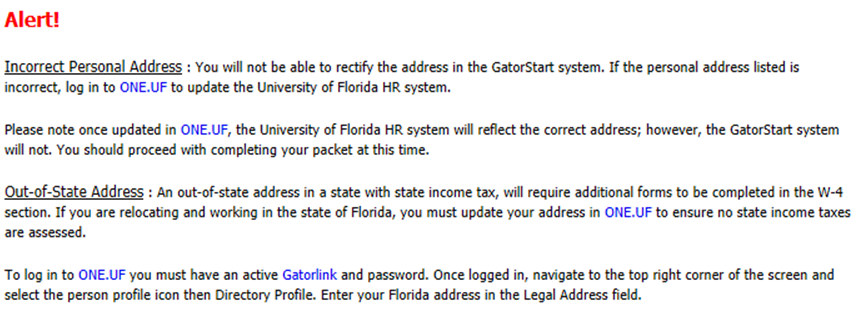 Alert!
Incorrect Personal Address : You will not be able to rectify the address in the GatorStart system. If the personal address listed is
incorrect, log in to ONE.UF to update the University of Florida HR system.
Please note once updated in ONE.UF, the University of Florida HR system will reflect the correct address; however, the GatorStart system
will not. You should proceed with completing your packet at this time.
Out-of-State Address : An out-of-state address in a state with state income tax, will require additional forms to be completed in the W-4
section. If you are relocating and working in the state of Florida, you must update your address in ONE.UF to ensure no state income taxes
are assessed.
To log in to ONE.UF you must have an active Gatorlink and password. Once logged in, navigate to the top right corner of the screen and
select the person profile icon then Directory Profile. Enter your Florida address in the Legal Address field.